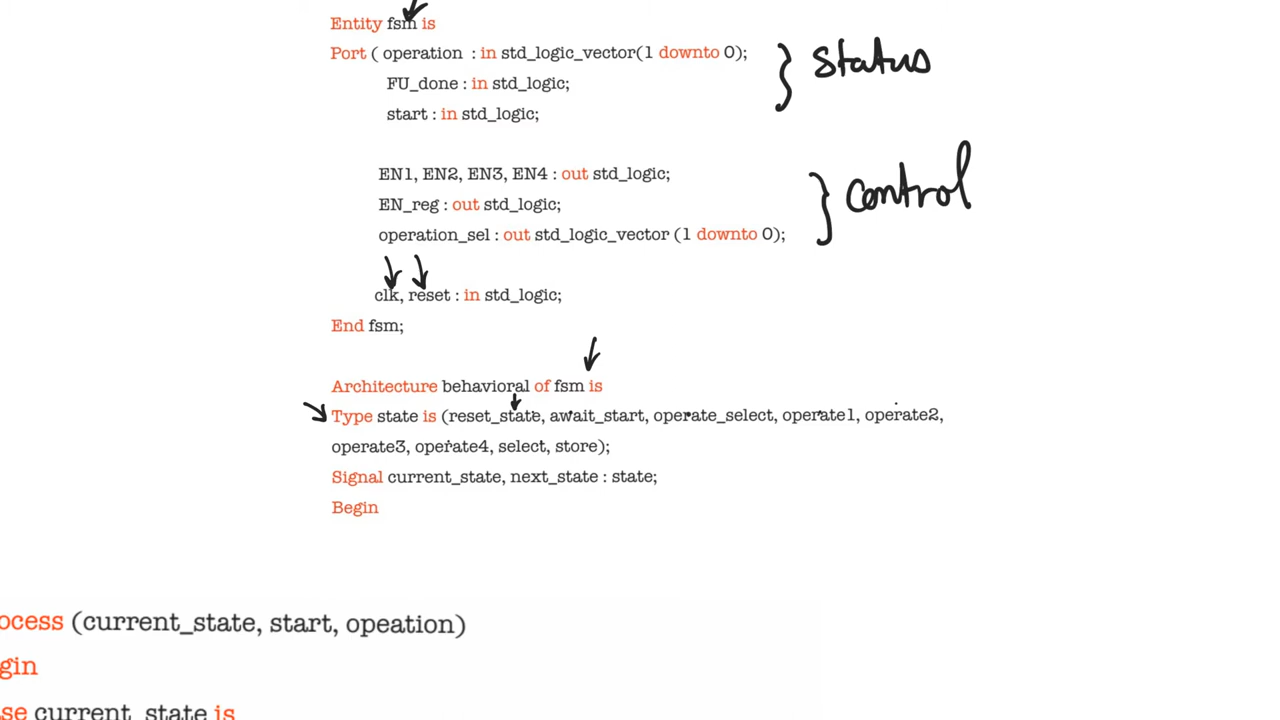 Entity fsm is
Port ( operation : in std_logic_vector(1 downto 0);
FU_done : in std_logic;
start : in std_logic;
status
EN1, EN2, EN3, EN4 : out std_logic;
EN_reg : out std_logic;
operation_sel : out std_logic_vector (1 downto 0);
control
clk, reset : in std_logic;
End fsm;
Architecture behavioral of fsm is
Type state is (reset_state, await_start, operate_select, operate1, operate2,
operate3, operate4, select, store);
Signal current_state, next_state : state;
Begin
ocess (current_state, start, opeation)
gin
se current_state is